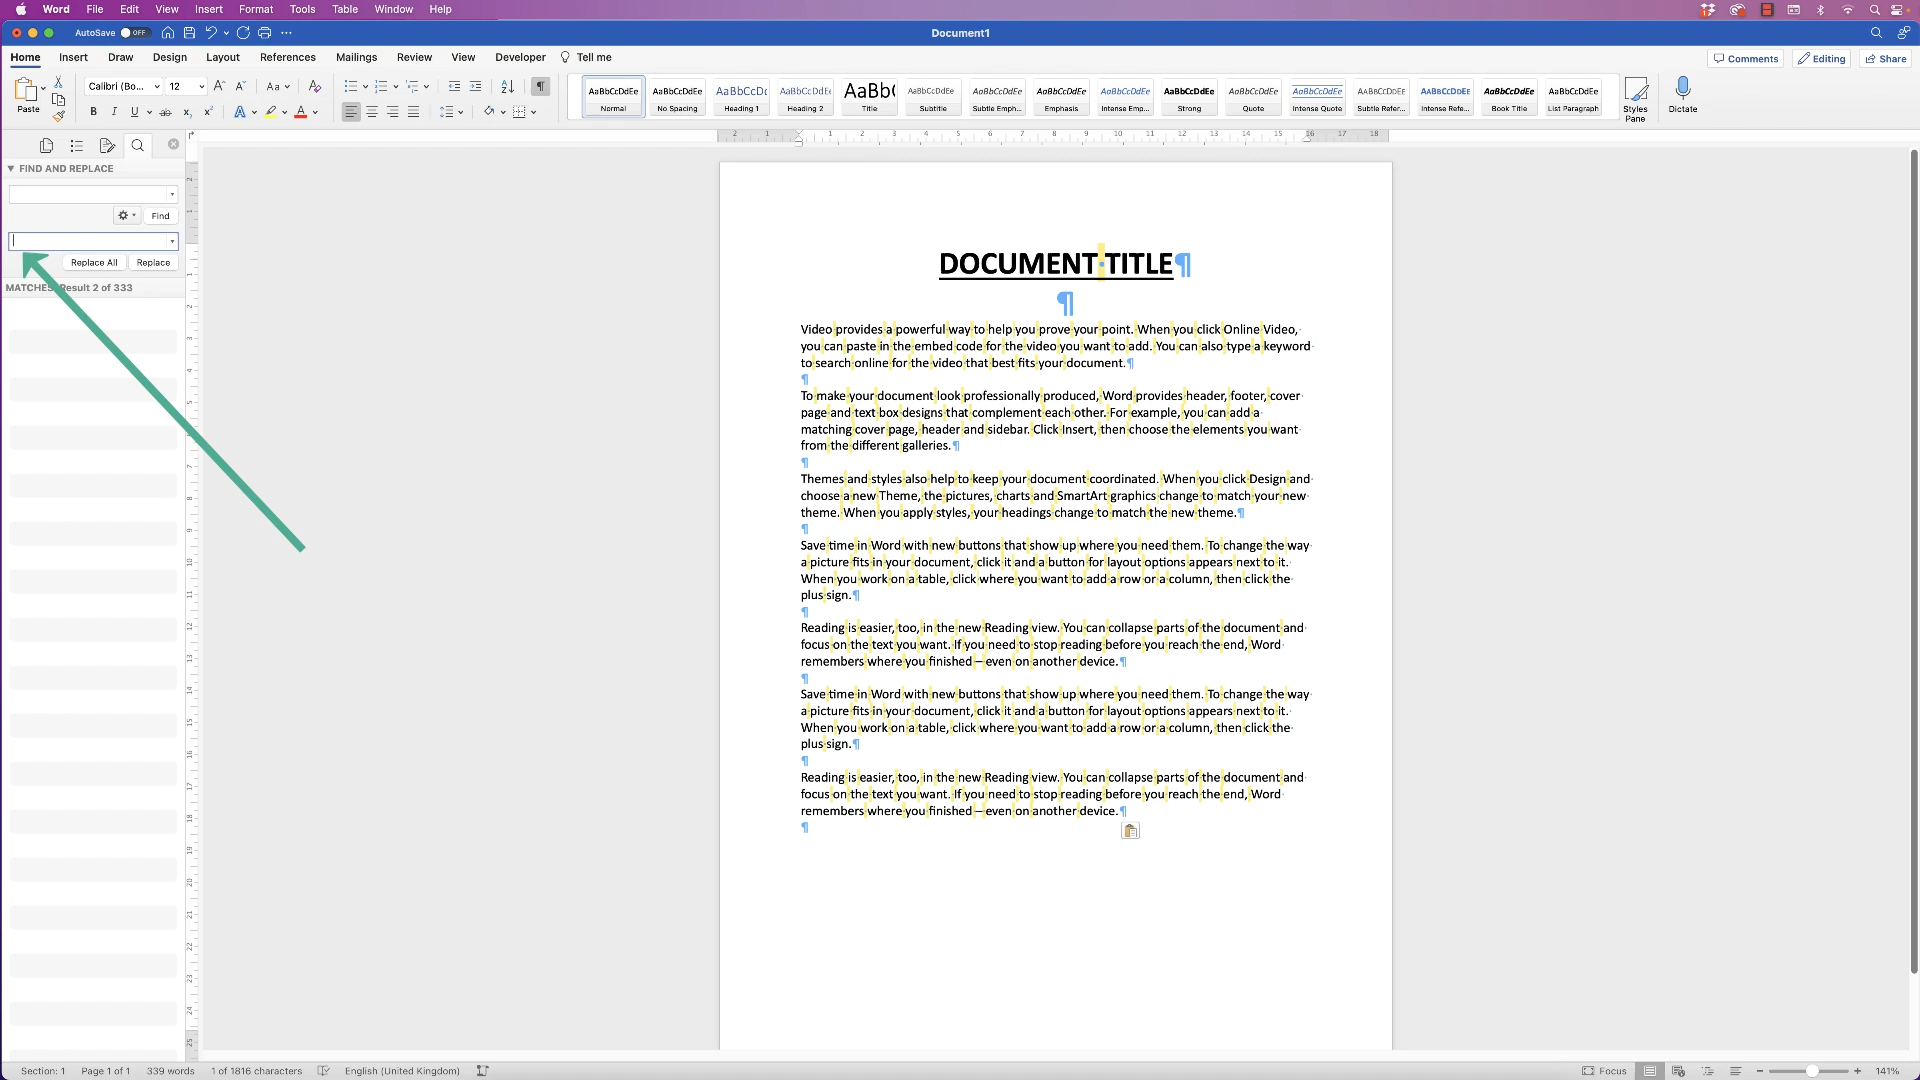 Word File Edit View Insert Format Tools Table Window Help
AutoSave OFF
Document1
Home Insert Draw Design Layout References Mailings Review View Developer Tell me
Comments Editing Share
Paste
Calibri (Bo... 12
AaBbCcDdEe AaBbCcDdEe AaBbCcDc AaBbCcDdEe AaBb( AaBbCcDdEe AaBbCcDdEe AaBbCcDdEe AaBbCcDdEe AaBbCcDdEe AaBbCcDdEe AaBbCcDdEe AaBbCcDdEe AaBbCcDdEe AaBbCcDdEe AaBbCcDdEe
Normal No Spacing Heading 1 Heading 2 Title Subtitle Subtle Emph... Emphasis Intense Emp... Strong Quote Intense Quote Subtle Refer... Intense Refe... Book Title List Paragraph
Styles Pane
Dictate
FIND AND REPLACE
Find
Replace All Replace
MATCHES Result 2 of 333
DOCUMENT·TITLE¶
¶
Video provides a powerful way to help you prove your point. When you click Online Video,
you can paste in the embed code for the video you want to add. You can also type a keyword
to search online for the video that best fits your document.¶
¶
To make your document look professionally produced, Word provides header, footer, cover
page and text box designs that complement each other. For example, you can add a
matching cover page, header and sidebar. Click Insert, then choose the elements you want
from the different galleries.¶
¶
Themes and styles also help to keep your document coordinated. When you click Design and
choose a new Theme, the pictures, charts and SmartArt graphics change to match your new
theme. When you apply styles, your headings change to match the new theme.¶
¶
Save time in Word with new buttons that show up where you need them. To change the way
a picture fits in your document, click it and a button for layout options appears next to it.
When you work on a table, click where you want to add a row or a column, then click the
plus sign.¶
¶
Reading is easier, too, in the new Reading view. You can collapse parts of the document and
focus on the text you want. If you need to stop reading before you reach the end, Word
remembers where you finished – even on another device.¶
¶
Save time in Word with new buttons that show up where you need them. To change the way
a picture fits in your document, click it and a button for layout options appears next to it.
When you work on a table, click where you want to add a row or a column, then click the
plus sign.¶
¶
Reading is easier, too, in the new Reading view. You can collapse parts of the document and
focus on the text you want. If you need to stop reading before you reach the end, Word
remembers where you finished – even on another device.¶
¶
Section: 1 Page 1 of 1 339 words 1 of 1816 characters English (United Kingdom) Focus 141%